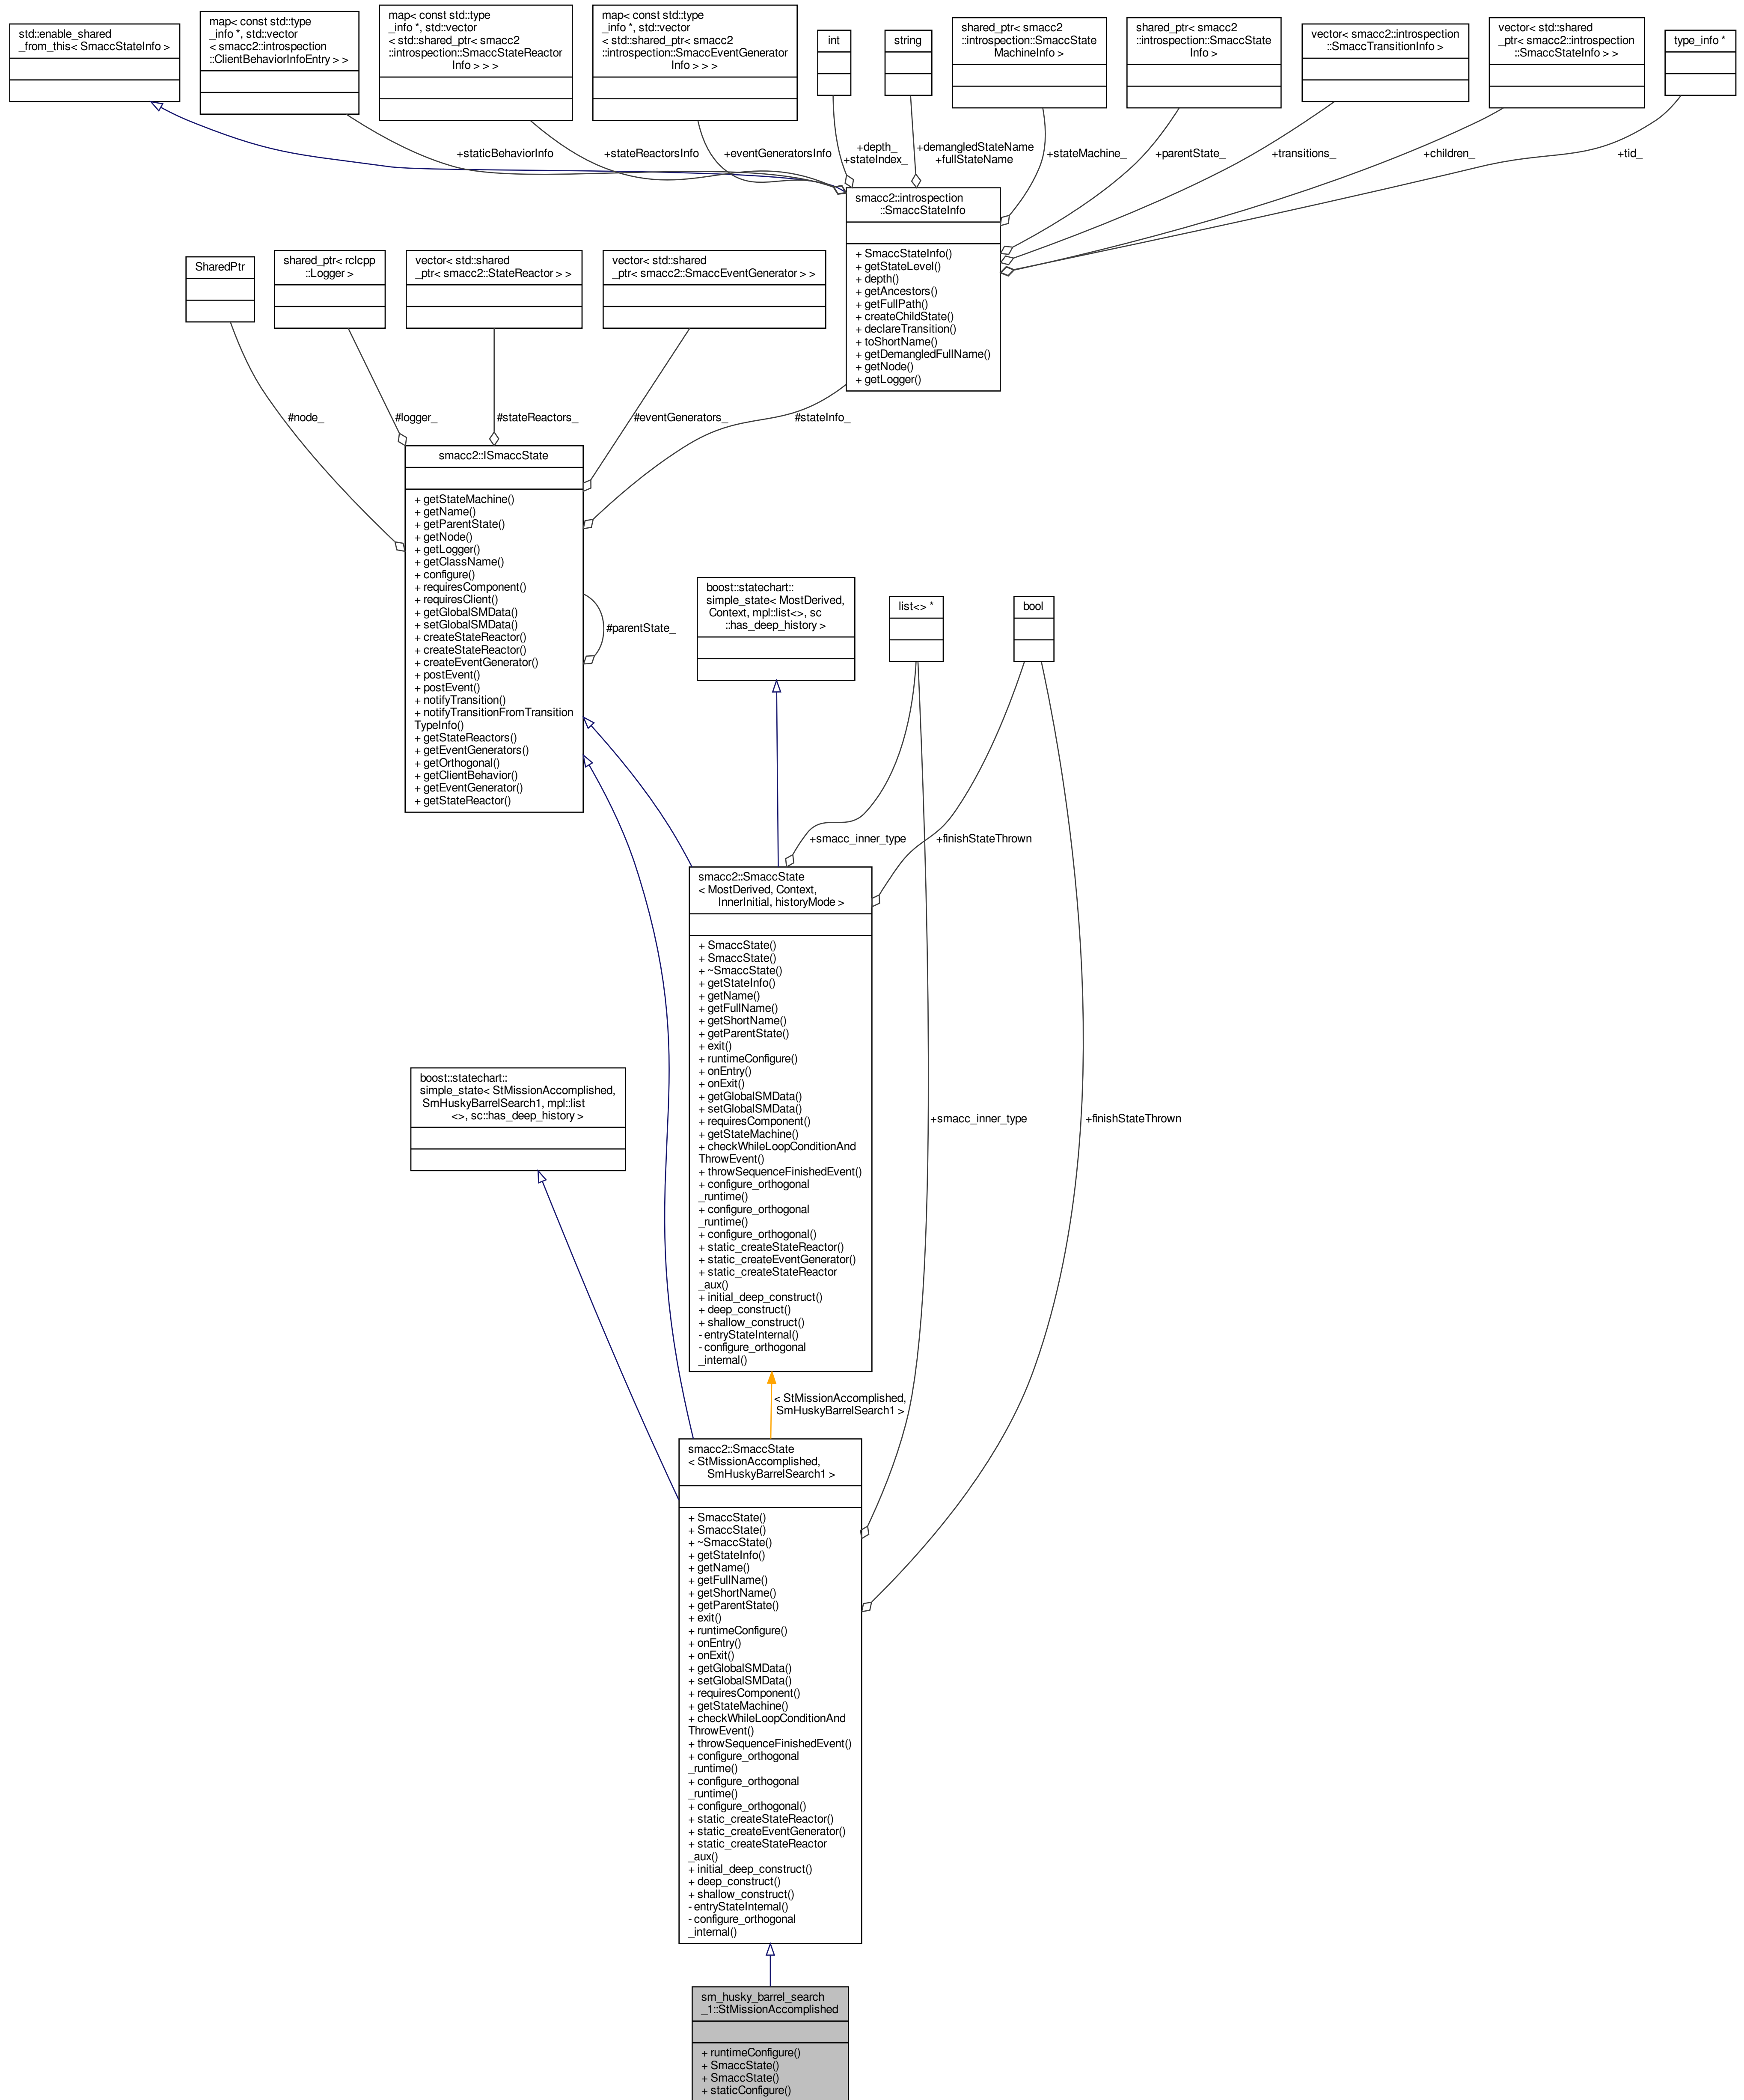 std::enable_shared
_from_this< SmaccStateInfo >
map< const std::type
_info *, std::vector
< smacc2::introspection
::ClientBehaviorInfoEntry > >
map< const std::type
_info *, std::vector
< std::shared_ptr< smacc2
::introspection::SmaccStateReactor
Info > > >
map< const std::type
_info *, std::vector
< std::shared_ptr< smacc2
::introspection::SmaccEventGenerator
Info > > >
int
string
shared_ptr< smacc2
::introspection::SmaccState
MachineInfo >
shared_ptr< smacc2
::introspection::SmaccState
Info >
vector< smacc2::introspection
::SmaccTransitionInfo >
vector< std::shared
_ptr< smacc2::introspection
::SmaccStateInfo > >
type_info *
+staticBehaviorInfo
+stateReactorsInfo
+eventGeneratorsInfo
+depth_
+stateIndex_
+demangledStateName
+fullStateName
+stateMachine_
+parentState_
+transitions_
+children_
+tid_
smacc2::introspection
::SmaccStateInfo
+ SmaccStateInfo()
+ getStateLevel()
+ depth()
+ getAncestors()
+ getFullPath()
+ createChildState()
+ declareTransition()
+ toShortName()
+ getDemangledFullName()
+ getNode()
+ getLogger()
SharedPtr
shared_ptr< rclcpp
::Logger >
vector< std::shared
_ptr< smacc2::StateReactor > >
vector< std::shared
_ptr< smacc2::SmaccEventGenerator > >
#node_
#logger_
#stateReactors_
#eventGenerators_
#stateInfo_
smacc2::ISmaccState
+ getStateMachine()
+ getName()
+ getParentState()
+ getNode()
+ getLogger()
+ getClassName()
+ configure()
+ requiresComponent()
+ requiresClient()
+ getGlobalSMData()
+ setGlobalSMData()
+ createStateReactor()
+ createStateReactor()
+ createEventGenerator()
+ postEvent()
+ postEvent()
+ notifyTransition()
+ notifyTransitionFromTransition
TypeInfo()
+ getStateReactors()
+ getEventGenerators()
+ getOrthogonal()
+ getClientBehavior()
+ getEventGenerator()
+ getStateReactor()
#parentState_
boost::statechart::
simple_state< MostDerived,
Context, mpl::list<>, sc
::has_deep_history >
list<> *
bool
+smacc_inner_type
+finishStateThrown
smacc2::SmaccState
< MostDerived, Context,
InnerInitial, historyMode >
+ SmaccState()
+ SmaccState()
+ ~SmaccState()
+ getStateInfo()
+ getName()
+ getFullName()
+ getShortName()
+ getParentState()
+ exit()
+ runtimeConfigure()
+ onEntry()
+ onExit()
+ getGlobalSMData()
+ setGlobalSMData()
+ requiresComponent()
+ getStateMachine()
+ checkWhileLoopConditionAnd
ThrowEvent()
+ throwSequenceFinishedEvent()
+ configure_orthogonal
_runtime()
+ configure_orthogonal
_runtime()
+ configure_orthogonal()
+ static_createStateReactor()
+ static_createEventGenerator()
+ static_createStateReactor
_aux()
+ initial_deep_construct()
+ deep_construct()
+ shallow_construct()
- entryStateInternal()
- configure_orthogonal
_internal()
boost::statechart::
simple_state< StMissionAccomplished,
SmHuskyBarrelSearch1, mpl::list
<>, sc::has_deep_history >
+smacc_inner_type
+finishStateThrown
< StMissionAccomplished,
SmHuskyBarrelSearch1 >
smacc2::SmaccState
< StMissionAccomplished,
SmHuskyBarrelSearch1 >
+ SmaccState()
+ SmaccState()
+ ~SmaccState()
+ getStateInfo()
+ getName()
+ getFullName()
+ getShortName()
+ getParentState()
+ exit()
+ runtimeConfigure()
+ onEntry()
+ onExit()
+ getGlobalSMData()
+ setGlobalSMData()
+ requiresComponent()
+ getStateMachine()
+ checkWhileLoopConditionAnd
ThrowEvent()
+ throwSequenceFinishedEvent()
+ configure_orthogonal
_runtime()
+ configure_orthogonal
_runtime()
+ configure_orthogonal()
+ static_createStateReactor()
+ static_createEventGenerator()
+ static_createStateReactor
_aux()
+ initial_deep_construct()
+ deep_construct()
+ shallow_construct()
- entryStateInternal()
- configure_orthogonal
_internal()
sm_husky_barrel_search
_1::StMissionAccomplished
+ runtimeConfigure()
+ SmaccState()
+ SmaccState()
+ staticConfigure()